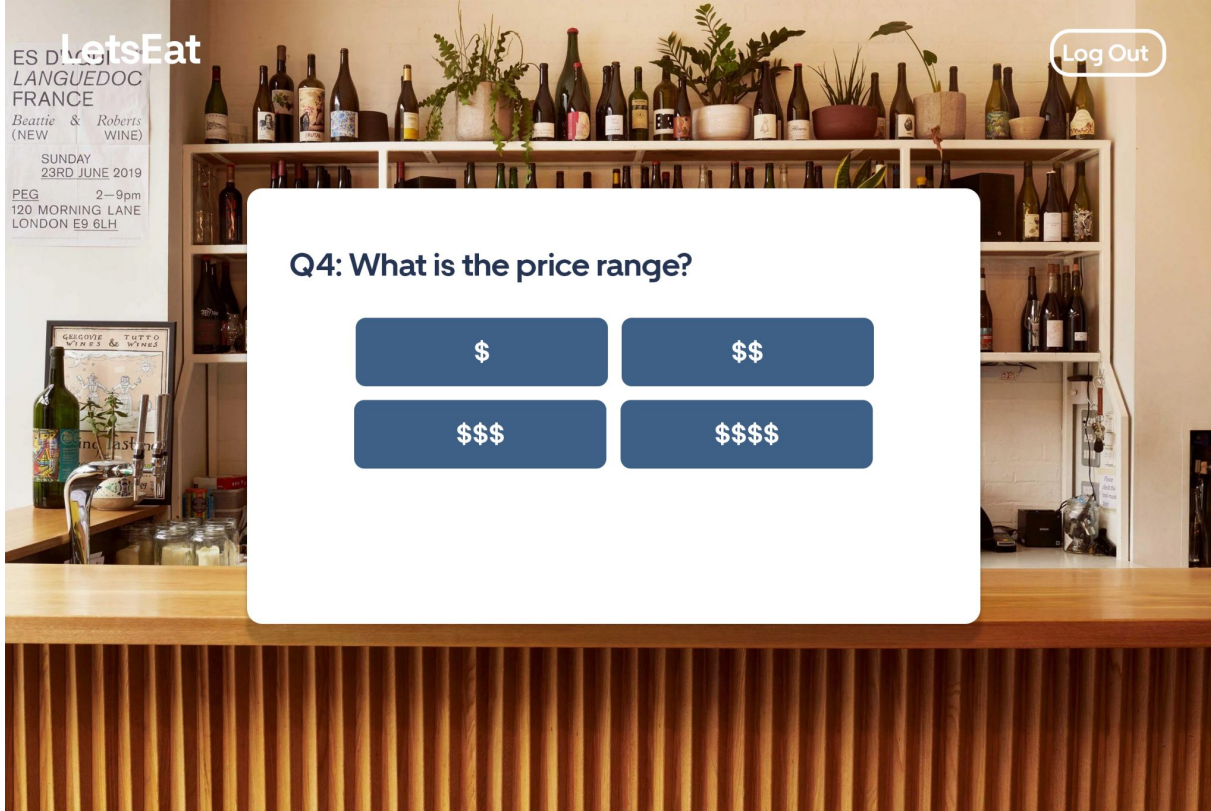 LetsEat
Log Out
ES D'AQUI
LANGUEDOC
FRANCE
Beattie & Roberts
(NEW WINE)
SUNDAY
23RD JUNE 2019
PEG 2—9pm
120 MORNING LANE
LONDON E9 6LH
GERGOVIE TUTTO
WINES & WINES
Q4: What is the price range?
$ $$
$$$ $$$$